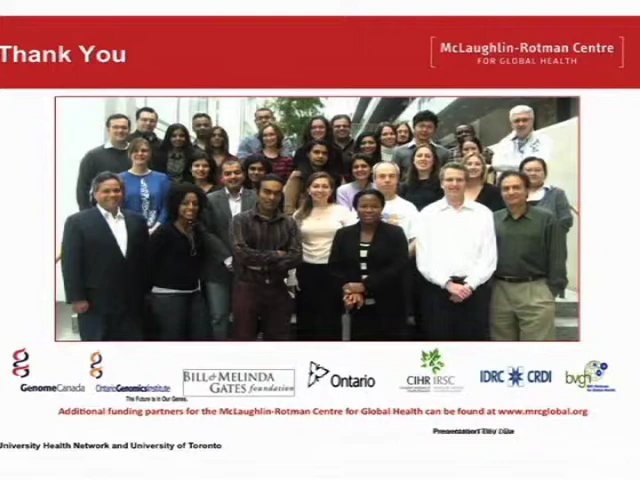 Thank You
McLaughlin-Rotman Centre
FOR GLOBAL HEALTH
GenomeCanada
OntarioGenomicsInstitute
The Future is in Our Genes.
BILL & MELINDA
GATES foundation
Ontario
CIHR IRSC
IDRC CRDI
bvgh
Additional funding partners for the McLaughlin-Rotman Centre for Global Health can be found at www.mrcglobal.org
University Health Network and University of Toronto